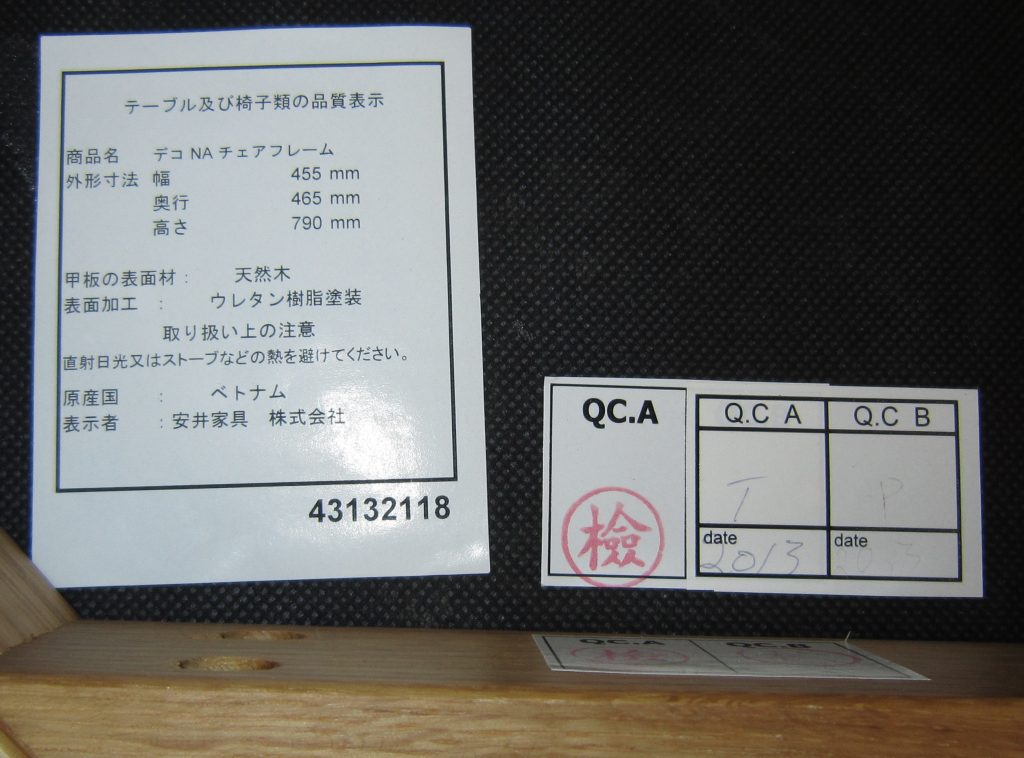 テーブル及び椅子類の品質表示
商品名 デコ NA チェアフレーム
外形寸法 幅 455 mm
奥行 465 mm
高さ 790 mm
甲板の表面材 : 天然木
表面加工 : ウレタン樹脂塗装
取り扱い上の注意
直射日光又はストーブなどの熱を避けてください。
原産国 : ベトナム
表示者 : 安井家具 株式会社
43132118
QC.A
檢
Q.C A Q.C B
T P
date date
2013 2013
QC.A QC.B
檢